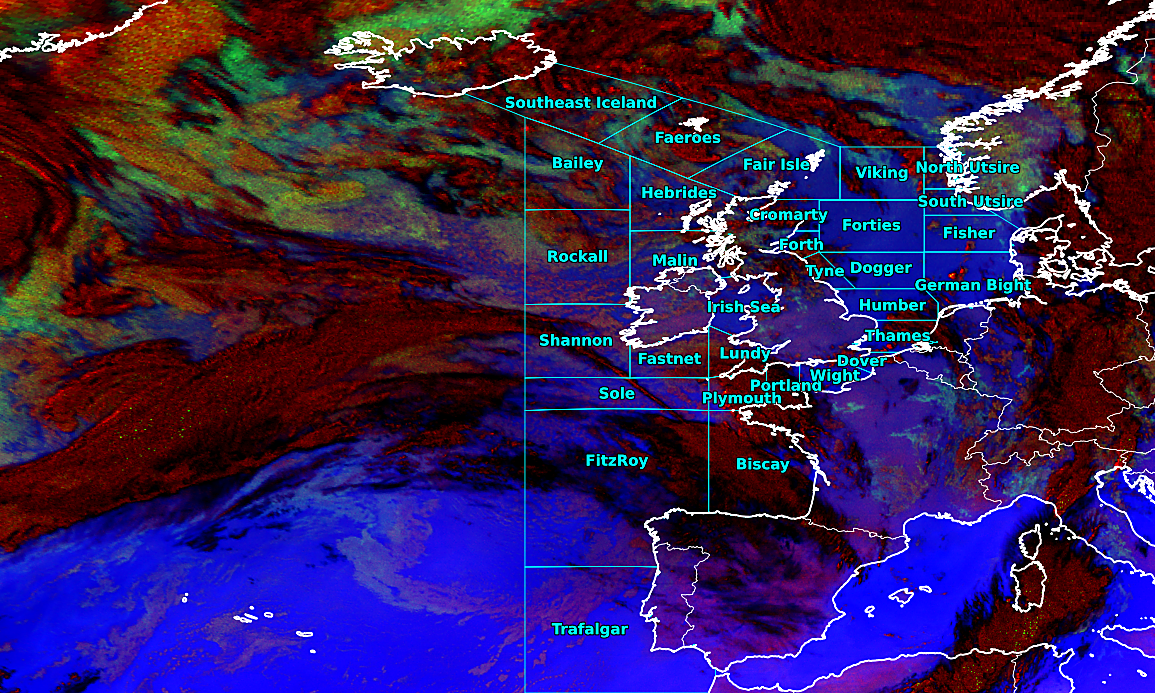 Southeast Iceland
Faeroes
Bailey
Fair Isle
Viking
North Utsire
Hebrides
South Utsire
Cromarty
Forties
Fisher
Forth
Rockall
Malin
Tyne
Dogger
German Bight
Irish Sea
Humber
Shannon
Thames
Fastnet
Lundy
Dover
Wight
Portland
Sole
Plymouth
FitzRoy
Biscay
Trafalgar